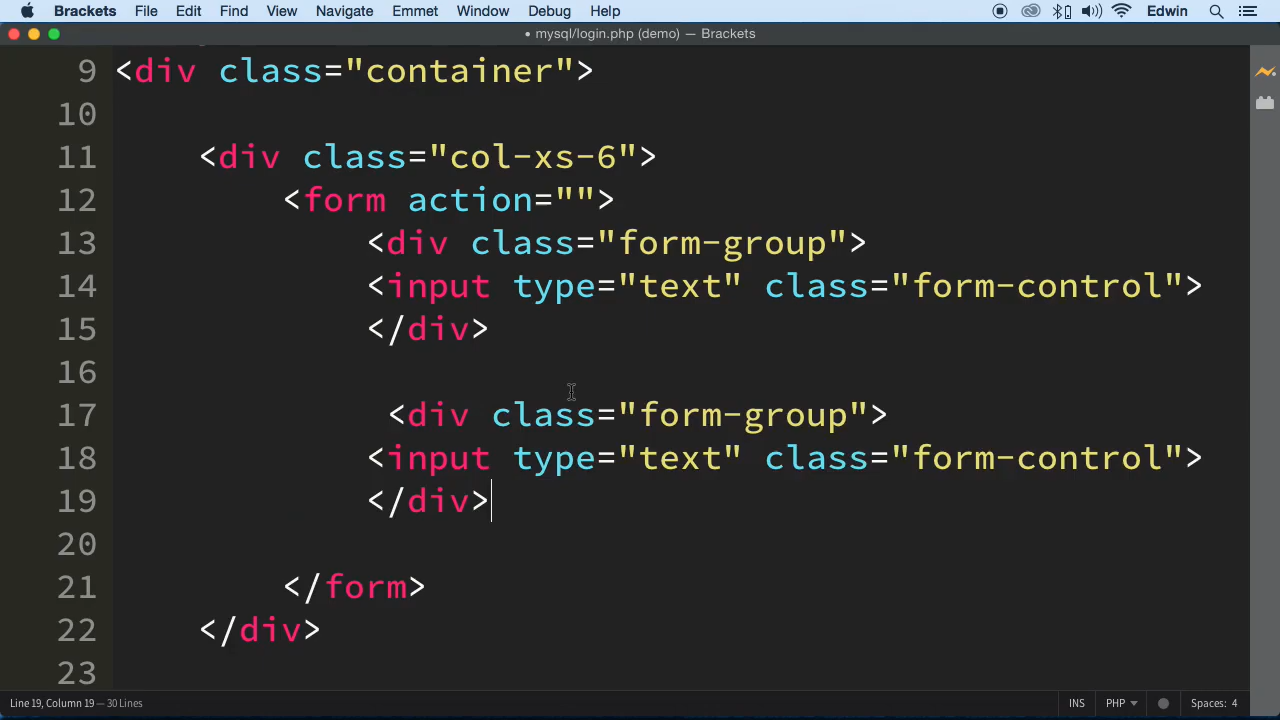 Brackets File Edit Find View Navigate Emmet Window Debug Help Edwin
• mysql/login.php (demo) — Brackets
9 <div class="container">
10
11 <div class="col-xs-6">
12 <form action="">
13 <div class="form-group">
14 <input type="text" class="form-control">
15 </div>
16
17 <div class="form-group">
18 <input type="text" class="form-control">
19 </div>
20
21 </form>
22 </div>
23
Line 19, Column 19 — 30 Lines INS PHP Spaces: 4